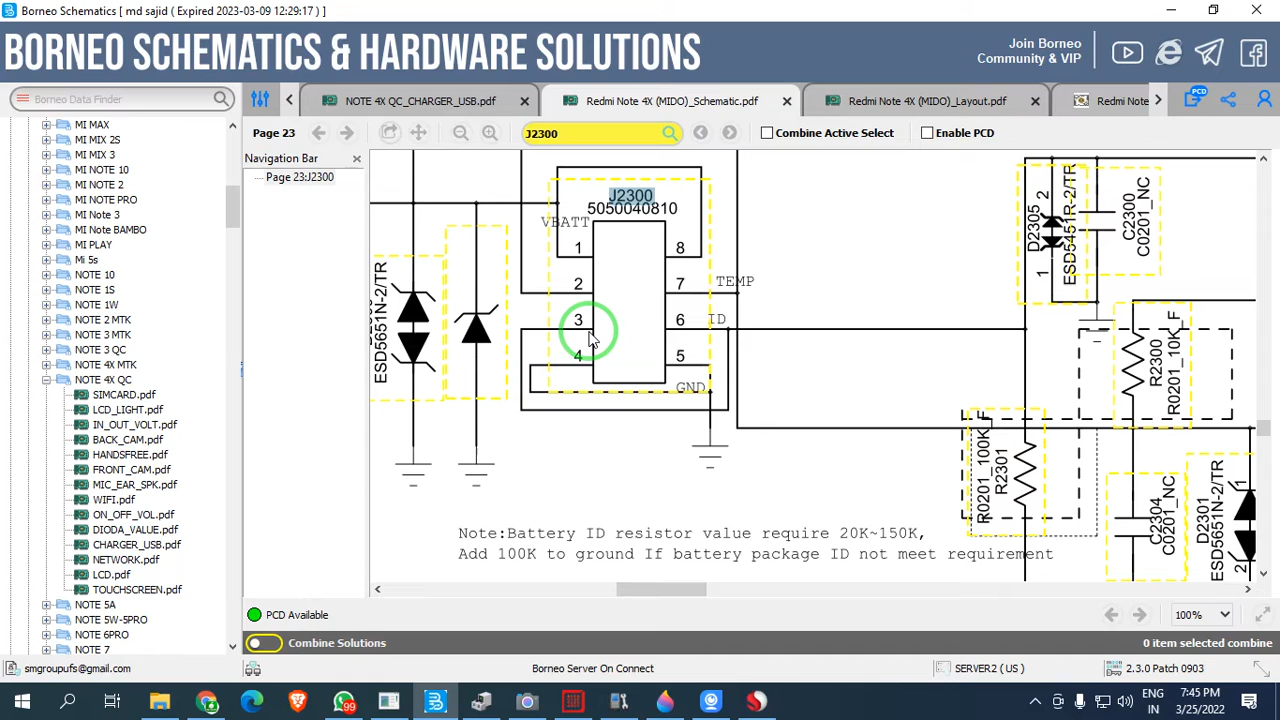 Borneo Schematics [ md sajid ( Expired 2023-03-09 12:29:17 ) ]
BORNEO SCHEMATICS & HARDWARE SOLUTIONS
Join Borneo
Community & VIP
Borneo Data Finder
NOTE 4X QC_CHARGER_USB.pdf
Redmi Note 4X (MIDO)_Schematic.pdf
Redmi Note 4X (MIDO)_Layout.pdf
Redmi Note
PCD
Page 23
J2300
Combine Active Select
Enable PCD
Navigation Bar
Page 23:J2300
MI MAX
MI MIX 2S
MI MIX 3
MI NOTE 10
MI NOTE 2
MI NOTE PRO
MI Note 3
MI Note BAMBO
MI PLAY
Mi 5s
NOTE 10
NOTE 1S
NOTE 1W
NOTE 2 MTK
NOTE 3 MTK
NOTE 3 QC
NOTE 4X MTK
NOTE 4X QC
SIMCARD.pdf
LCD_LIGHT.pdf
IN_OUT_VOLT.pdf
BACK_CAM.pdf
HANDSFREE.pdf
FRONT_CAM.pdf
MIC_EAR_SPK.pdf
WIFI.pdf
ON_OFF_VOL.pdf
DIODA_VALUE.pdf
CHARGER_USB.pdf
NETWORK.pdf
LCD.pdf
TOUCHSCREEN.pdf
NOTE 5A
NOTE 5W-5PRO
NOTE 6PRO
NOTE 7
J2300
5050040810
VBATT
1 8
2 7 TEMP
3 6 ID
4 5
GND
ESD5651N-2/TR
D2305
1 2
ESD5451R-2/TR
C2300
C0201_NC
R2300
R0201_10K_F
R0201_100K_F
R2301
C2304
C0201_NC
D2301
ESD5651N-2/TR
1
2
Note:Battery ID resistor value require 20K~150K,
Add 100K to ground If battery package ID not meet requirement
PCD Available
100%
Combine Solutions
0 item selected combine
smgroupufs@gmail.com
Borneo Server On Connect
SERVER2 ( US )
2.3.0 Patch 0903
99
ENG
IN
7:45 PM
3/25/2022